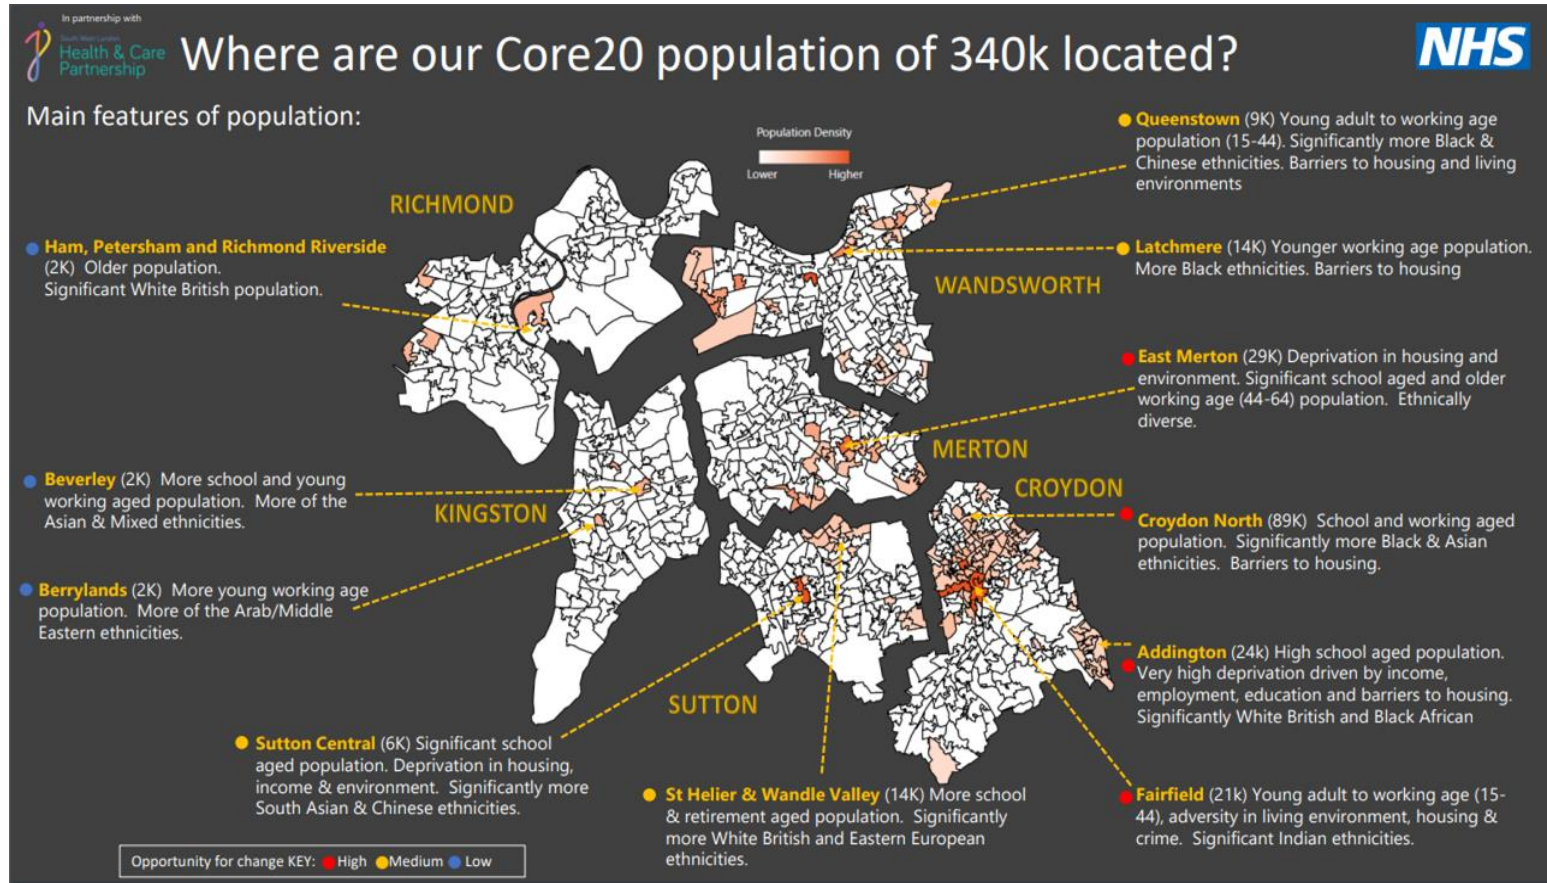 In partnership with
South West London
Health & Care
Partnership
Where are our Core20 population of 340k located?
NHS
Main features of population:
Population Density
Lower Higher
RICHMOND
WANDSWORTH
MERTON
CROYDON
KINGSTON
SUTTON
Ham, Petersham and Richmond Riverside
(2K) Older population.
Significant White British population.
Beverley (2K) More school and young
working aged population. More of the
Asian & Mixed ethnicities.
Berrylands (2K) More young working age
population. More of the Arab/Middle
Eastern ethnicities.
Sutton Central (6K) Significant school
aged population. Deprivation in housing,
income & environment. Significantly more
South Asian & Chinese ethnicities.
St Helier & Wandle Valley (14K) More school
& retirement aged population. Significantly
more White British and Eastern European
ethnicities.
Queenstown (9K) Young adult to working age
population (15-44). Significantly more Black &
Chinese ethnicities. Barriers to housing and living
environments
Latchmere (14K) Younger working age population.
More Black ethnicities. Barriers to housing
East Merton (29K) Deprivation in housing and
environment. Significant school aged and older
working age (44-64) population. Ethnically
diverse.
Croydon North (89K) School and working aged
population. Significantly more Black & Asian
ethnicities. Barriers to housing.
Addington (24k) High school aged population.
Very high deprivation driven by income,
employment, education and barriers to housing.
Significantly White British and Black African
Fairfield (21k) Young adult to working age (15-
44), adversity in living environment, housing &
crime. Significant Indian ethnicities.
Opportunity for change KEY: High Medium Low